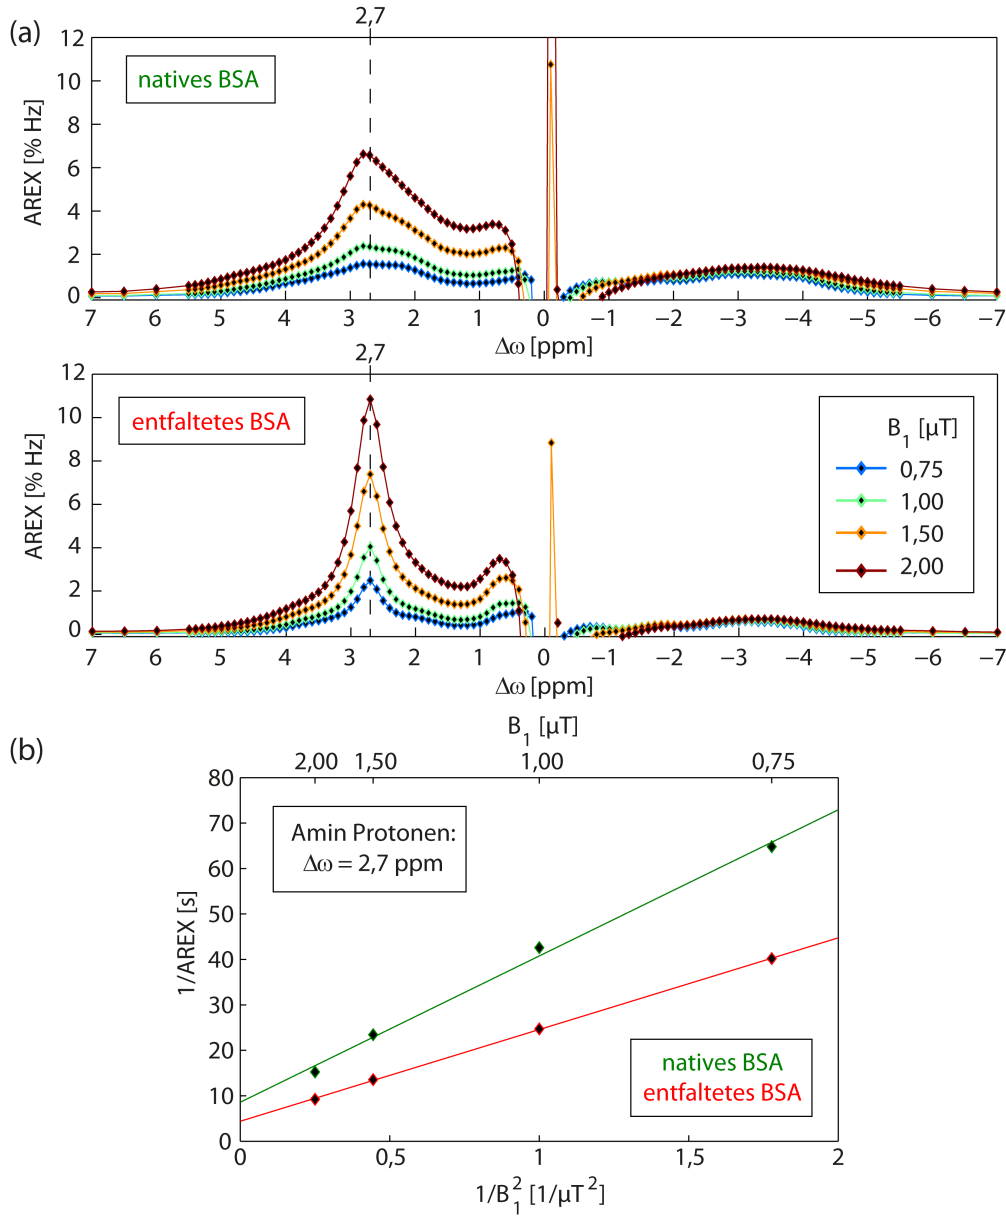 (a)
2,7
12
10
8
6
4
2
0
AREX [% Hz]
natives BSA
7 6 5 4 3 2 1 0 −1 −2 −3 −4 −5 −6 −7
Δω [ppm]
2,7
12
10
8
6
4
2
0
AREX [% Hz]
entfaltetes BSA
B1 [µT]
0,75
1,00
1,50
2,00
7 6 5 4 3 2 1 0 −1 −2 −3 −4 −5 −6 −7
Δω [ppm]
(b)
B1 [µT]
2,00 1,50 1,00 0,75
80
70
60
50
40
30
20
10
0
1/AREX [s]
Amin Protonen:
Δω = 2,7 ppm
natives BSA
entfaltetes BSA
0 0,5 1 1,5 2
1/B1² [1/µT²]